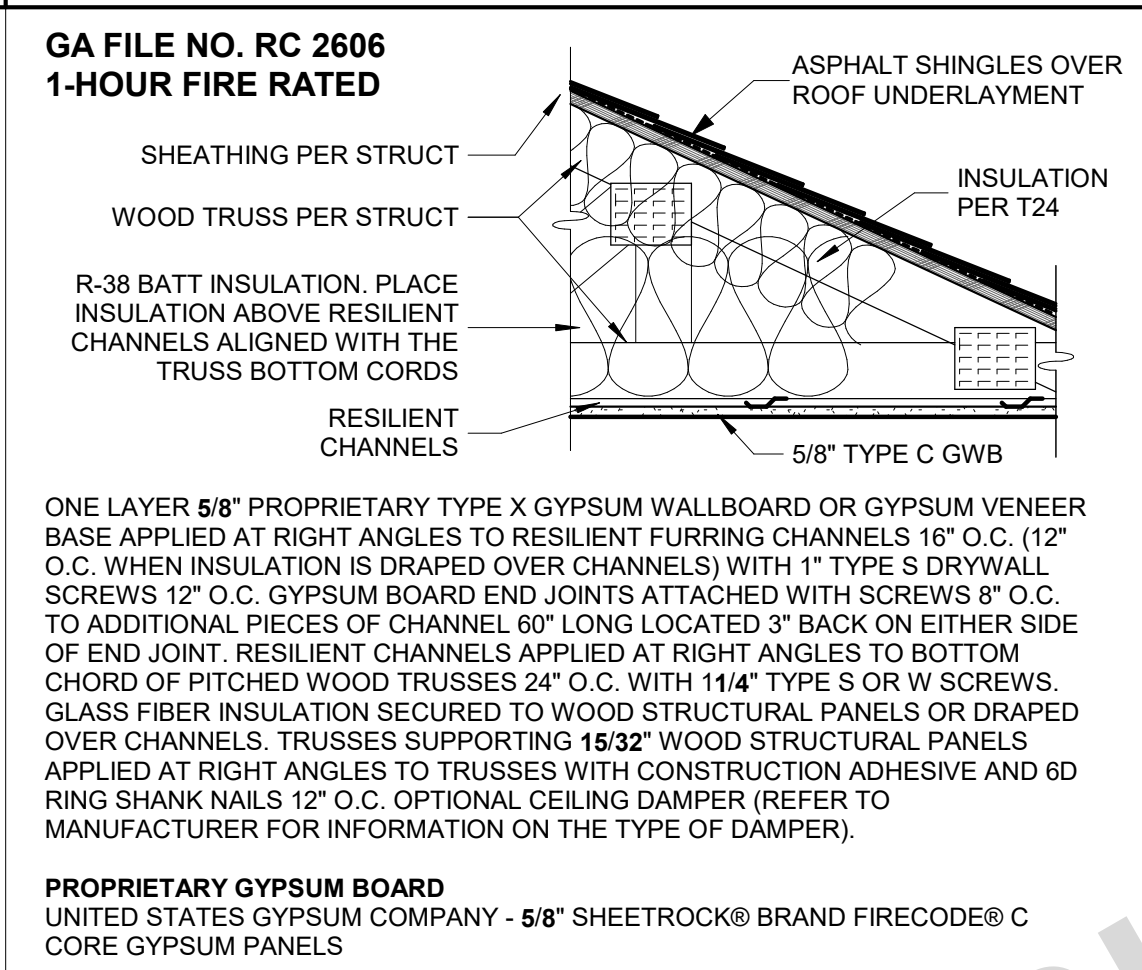 GA FILE NO. RC 2606
1-HOUR FIRE RATED
ASPHALT SHINGLES OVER
ROOF UNDERLAYMENT
SHEATHING PER STRUCT
INSULATION
PER T24
WOOD TRUSS PER STRUCT
R-38 BATT INSULATION. PLACE
INSULATION ABOVE RESILIENT
CHANNELS ALIGNED WITH THE
TRUSS BOTTOM CORDS
RESILIENT
CHANNELS
5/8" TYPE C GWB
ONE LAYER 5/8" PROPRIETARY TYPE X GYPSUM WALLBOARD OR GYPSUM VENEER
BASE APPLIED AT RIGHT ANGLES TO RESILIENT FURRING CHANNELS 16" O.C. (12"
O.C. WHEN INSULATION IS DRAPED OVER CHANNELS) WITH 1" TYPE S DRYWALL
SCREWS 12" O.C. GYPSUM BOARD END JOINTS ATTACHED WITH SCREWS 8" O.C.
TO ADDITIONAL PIECES OF CHANNEL 60" LONG LOCATED 3" BACK ON EITHER SIDE
OF END JOINT. RESILIENT CHANNELS APPLIED AT RIGHT ANGLES TO BOTTOM
CHORD OF PITCHED WOOD TRUSSES 24" O.C. WITH 11/4" TYPE S OR W SCREWS.
GLASS FIBER INSULATION SECURED TO WOOD STRUCTURAL PANELS OR DRAPED
OVER CHANNELS. TRUSSES SUPPORTING 15/32" WOOD STRUCTURAL PANELS
APPLIED AT RIGHT ANGLES TO TRUSSES WITH CONSTRUCTION ADHESIVE AND 6D
RING SHANK NAILS 12" O.C. OPTIONAL CEILING DAMPER (REFER TO
MANUFACTURER FOR INFORMATION ON THE TYPE OF DAMPER).
PROPRIETARY GYPSUM BOARD
UNITED STATES GYPSUM COMPANY - 5/8" SHEETROCK® BRAND FIRECODE® C
CORE GYPSUM PANELS